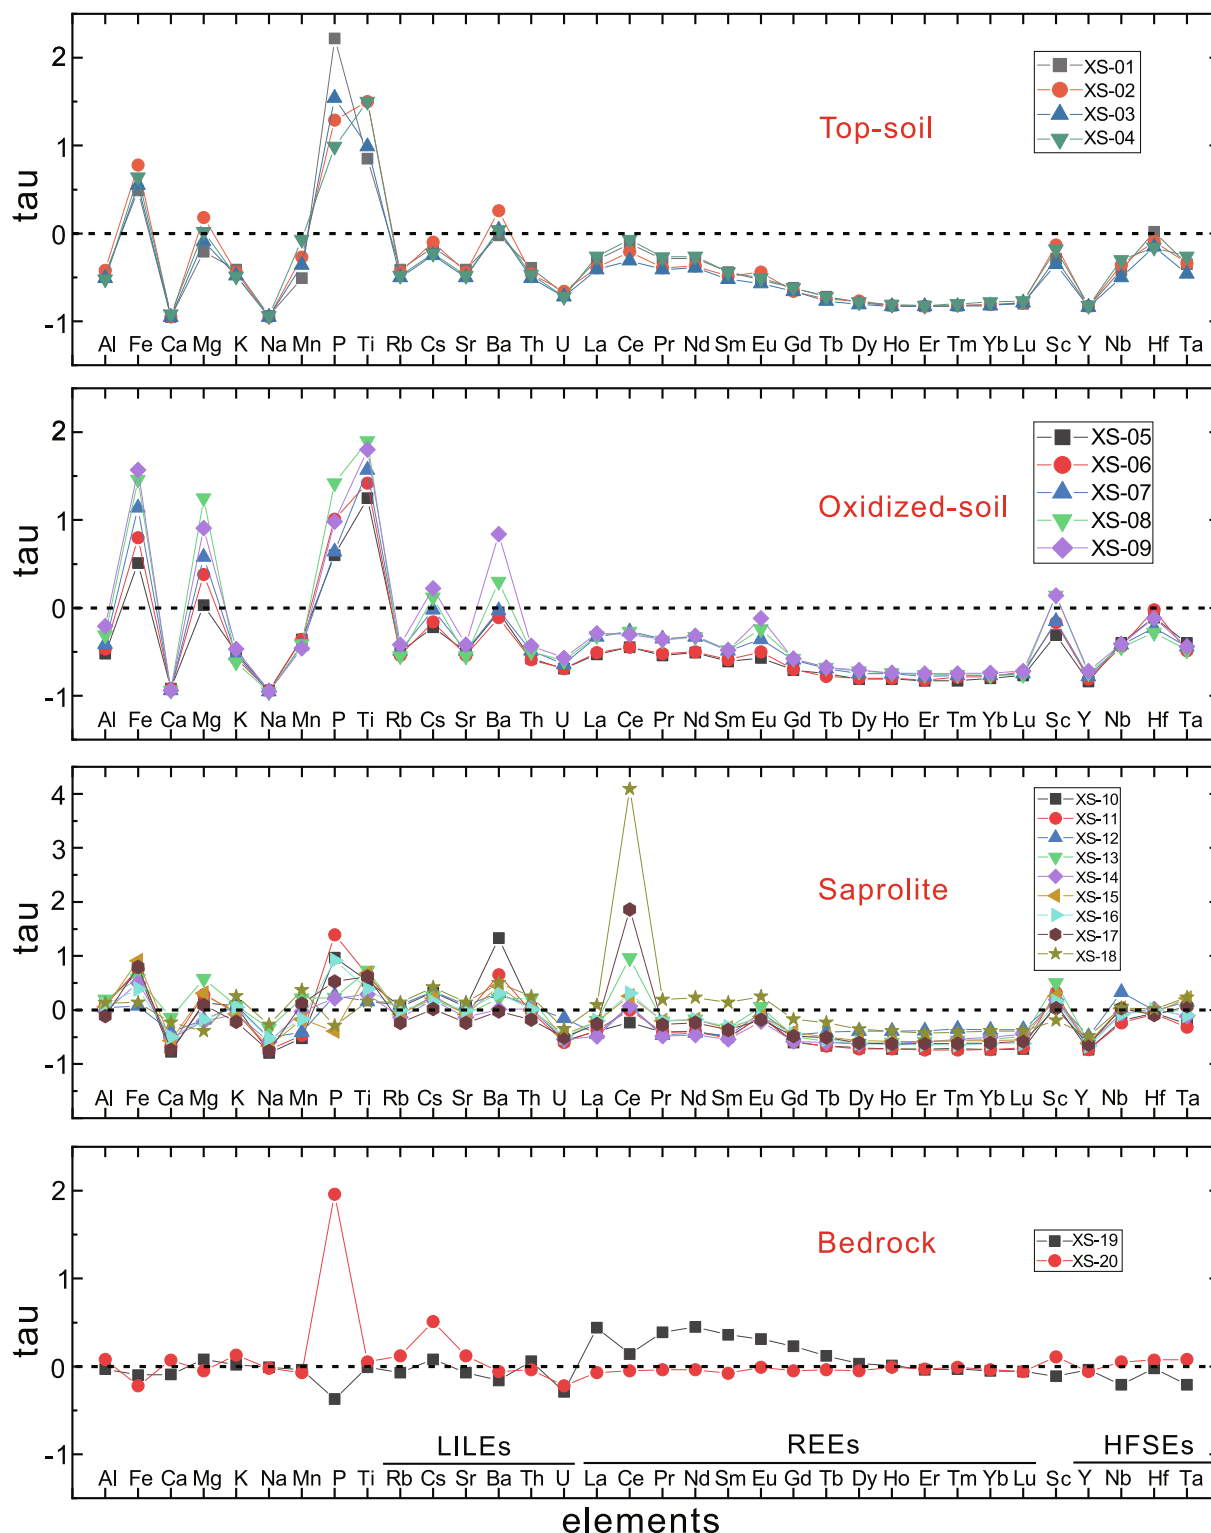 2
1
0
-1
tau
Top-soil
XS-01
XS-02
XS-03
XS-04
Al Fe Ca Mg K Na Mn P Ti Rb Cs Sr Ba Th U La Ce Pr Nd Sm Eu Gd Tb Dy Ho Er Tm Yb Lu Sc Y Nb Hf Ta
2
1
0
-1
tau
Oxidized-soil
XS-05
XS-06
XS-07
XS-08
XS-09
Al Fe Ca Mg K Na Mn P Ti Rb Cs Sr Ba Th U La Ce Pr Nd Sm Eu Gd Tb Dy Ho Er Tm Yb Lu Sc Y Nb Hf Ta
4
3
2
1
0
-1
tau
Saprolite
XS-10
XS-11
XS-12
XS-13
XS-14
XS-15
XS-16
XS-17
XS-18
Al Fe Ca Mg K Na Mn P Ti Rb Cs Sr Ba Th U La Ce Pr Nd Sm Eu Gd Tb Dy Ho Er Tm Yb Lu Sc Y Nb Hf Ta
2
1
0
-1
tau
Bedrock
XS-19
XS-20
LILEs REEs HFSEs
Al Fe Ca Mg K Na Mn P Ti Rb Cs Sr Ba Th U La Ce Pr Nd Sm Eu Gd Tb Dy Ho Er Tm Yb Lu Sc Y Nb Hf Ta
elements